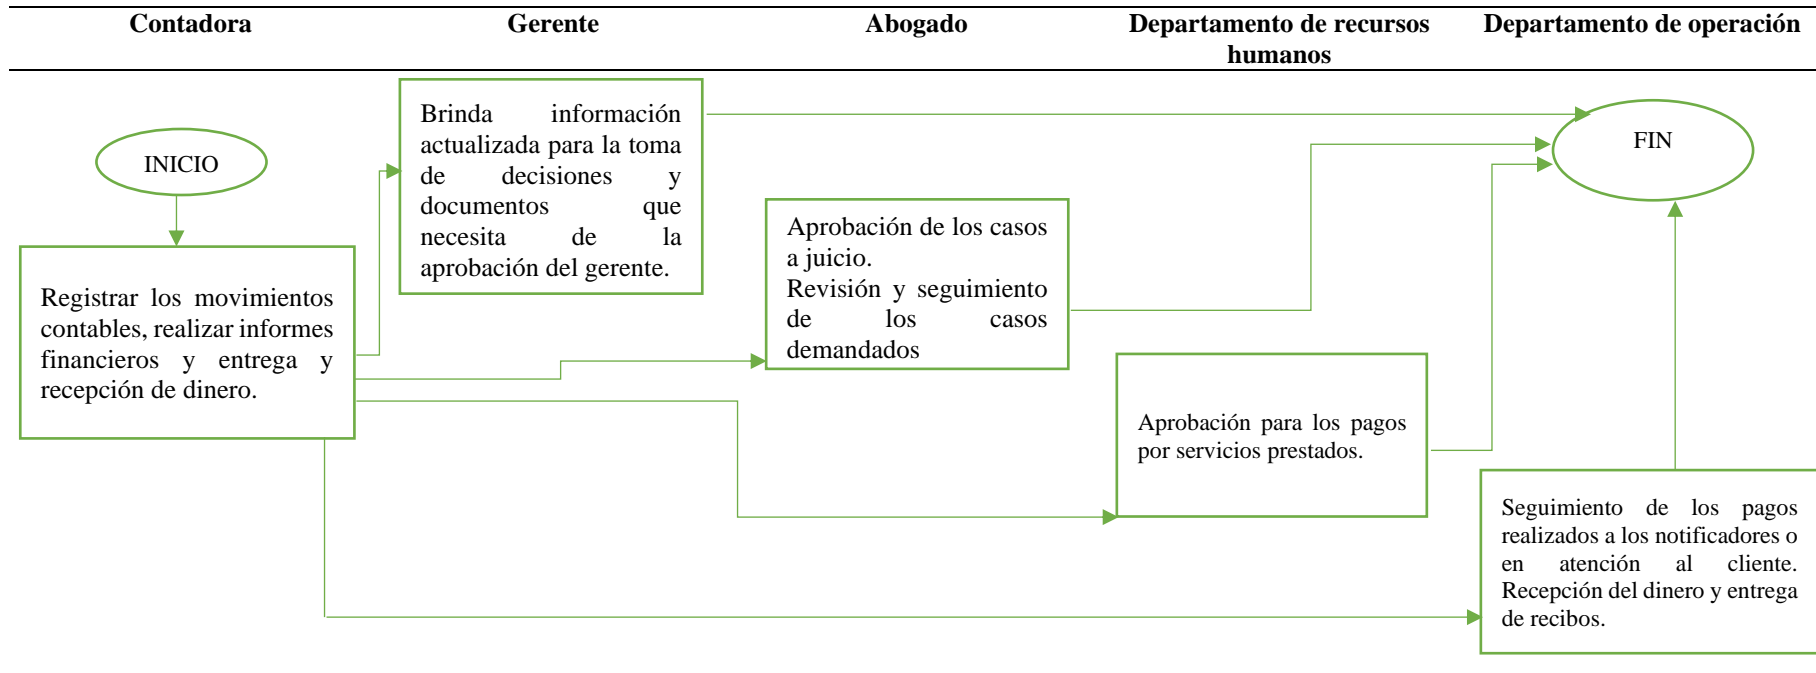 Contadora
Gerente
Abogado
Departamento de recursos
humanos
Departamento de operación
INICIO
Registrar los movimientos
contables, realizar informes
financieros y entrega y
recepción de dinero.
Brinda información
actualizada para la toma
de decisiones y
documentos que
necesita de la
aprobación del gerente.
Aprobación de los casos
a juicio.
Revisión y seguimiento
de los casos
demandados
Aprobación para los pagos
por servicios prestados.
FIN
Seguimiento de los pagos
realizados a los notificadores o
en atención al cliente.
Recepción del dinero y entrega
de recibos.